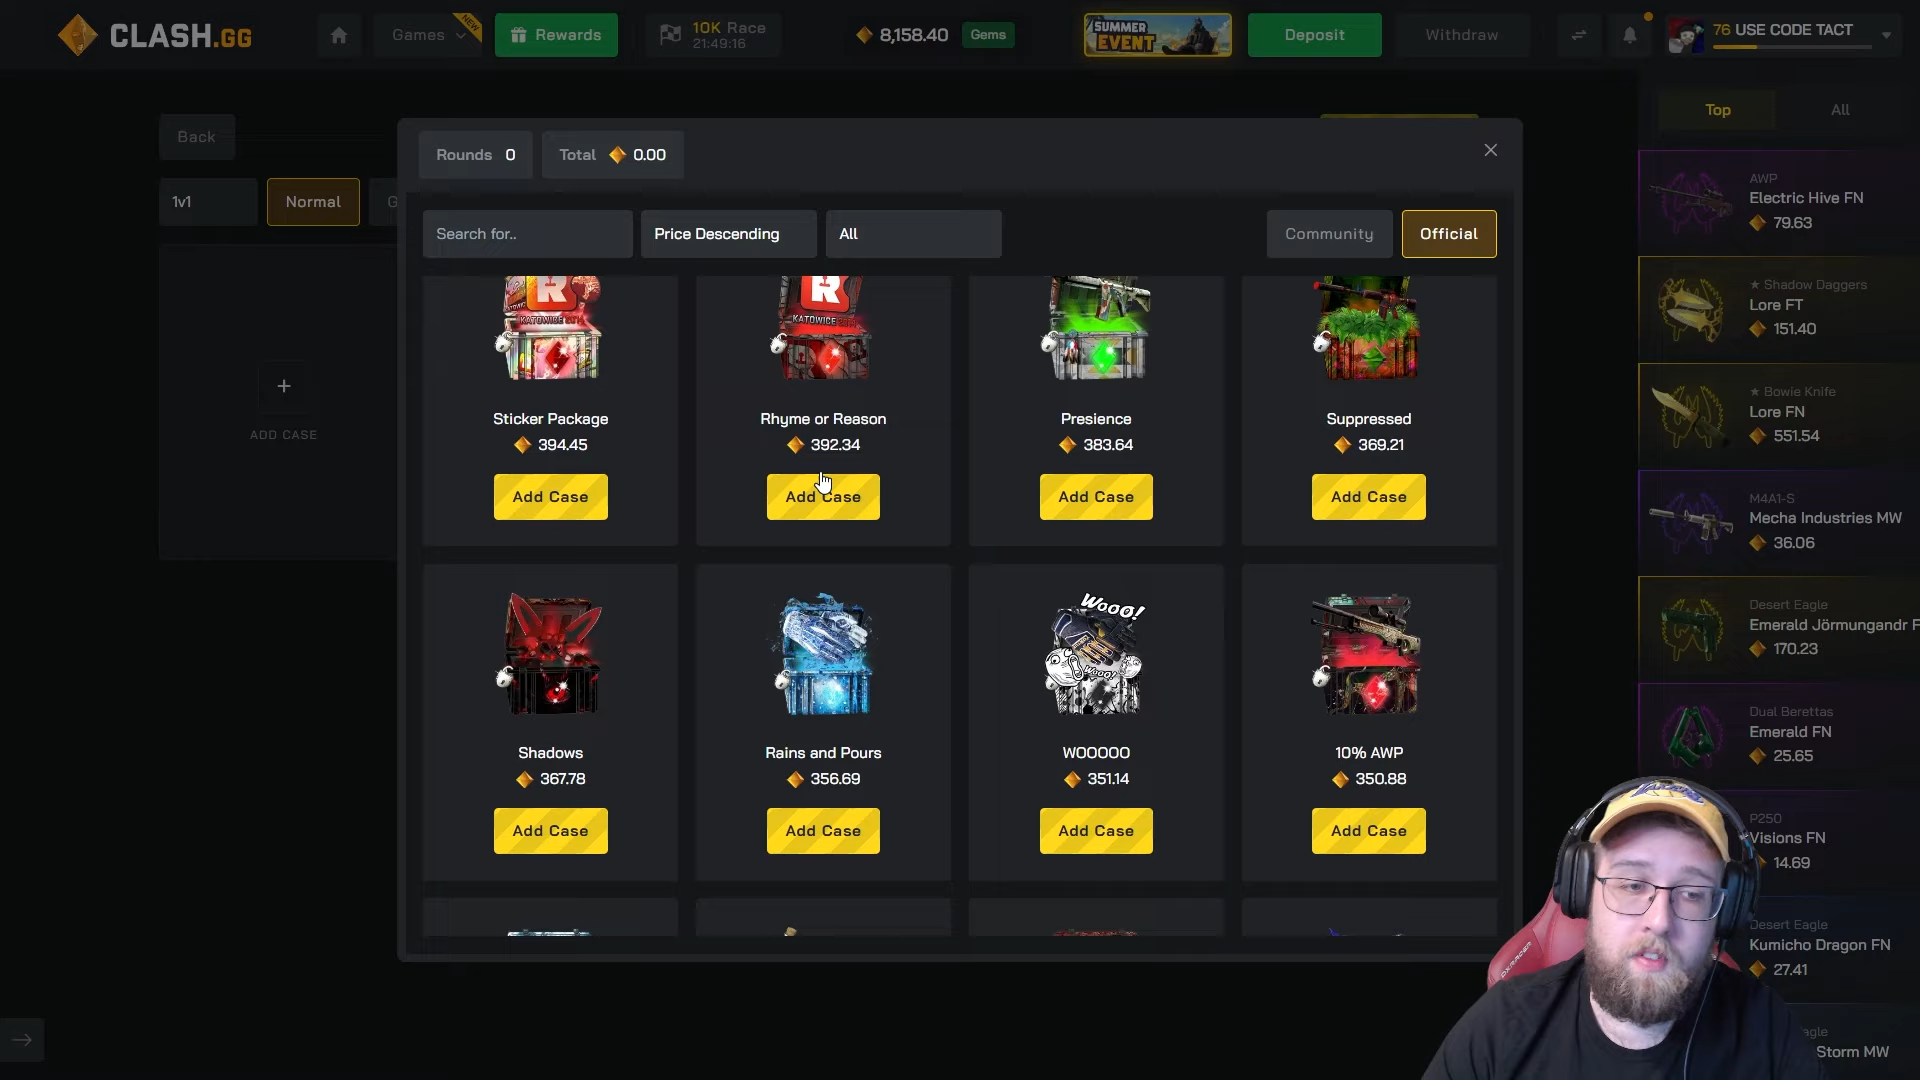 CLASH.GG
Games
NEW
Rewards
10K Race
21:49:16
8,158.40
Gems
SUMMER
EVENT
Deposit
Withdraw
76 USE CODE TACT
Back
1v1
Normal
G
ADD CASE
Rounds 0
Total 0.00
Search for..
Price Descending
All
Community
Official
KATOWICE
KATOWICE
Sticker Package
394.45
Add Case
Rhyme or Reason
392.34
Add Case
Presience
383.64
Add Case
Suppressed
369.21
Add Case
Shadows
367.78
Add Case
Rains and Pours
356.69
Add Case
Wooo!
Wooo!
WOOOOO
351.14
Add Case
10% AWP
350.88
Add Case
Top
All
AWP
Electric Hive FN
79.63
★ Shadow Daggers
Lore FT
151.40
★ Bowie Knife
Lore FN
551.54
M4A1-S
Mecha Industries MW
36.06
Desert Eagle
Emerald Jörmungandr F
170.23
Dual Berettas
Emerald FN
25.65
P250
Visions FN
14.69
Desert Eagle
Kumicho Dragon FN
27.41
agle
Storm MW
DXRACER